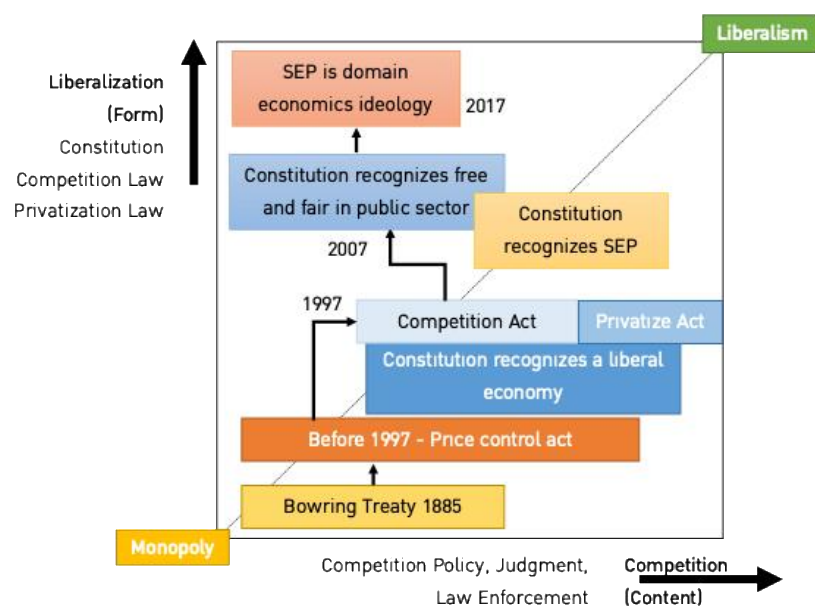 Liberalism
Liberalization
(Form)
Constitution
Competition Law
Privatization Law
SEP is domain
economics ideology
2017
Constitution recognizes free
and fair in public sector
Constitution
recognizes SEP
2007
1997
Competition Act
Privatize Act
Constitution recognizes a liberal
economy
Before 1997 - Price control act
Bowring Treaty 1885
Monopoly
Competition Policy, Judgment,
Law Enforcement
Competition
(Content)